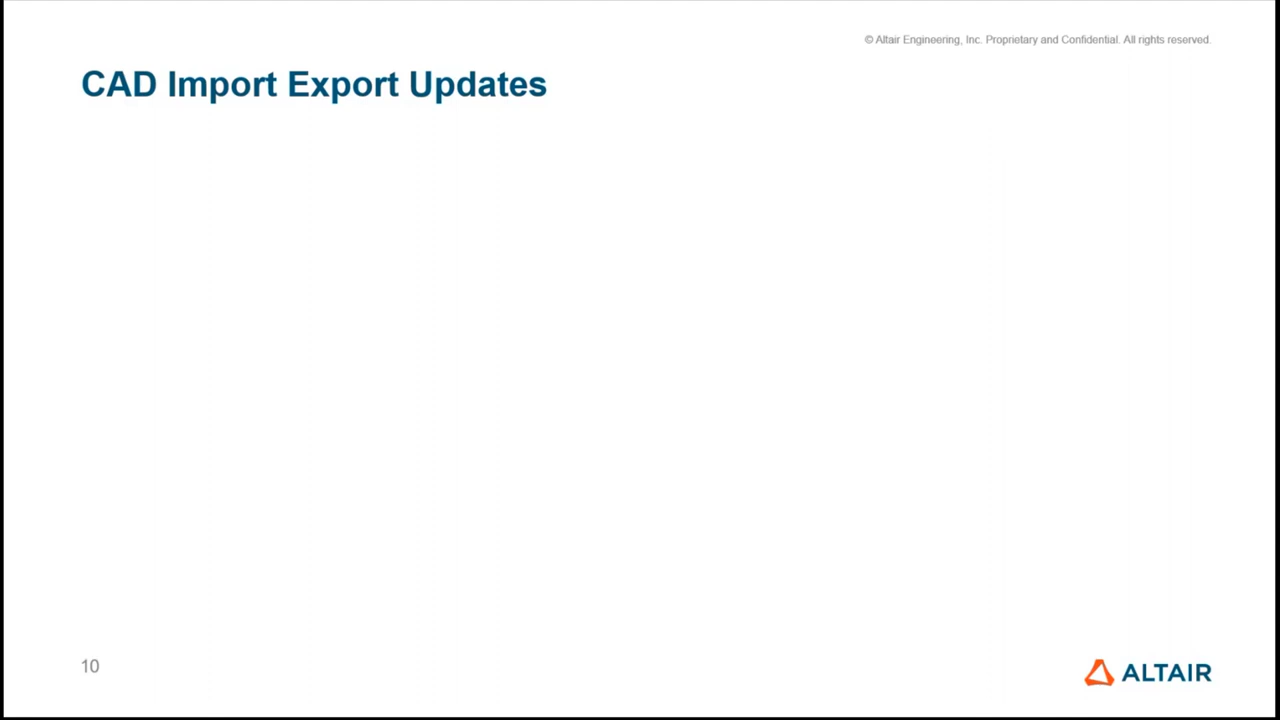 © Altair Engineering, Inc. Proprietary and Confidential. All rights reserved.
CAD Import Export Updates
10
ALTAIR